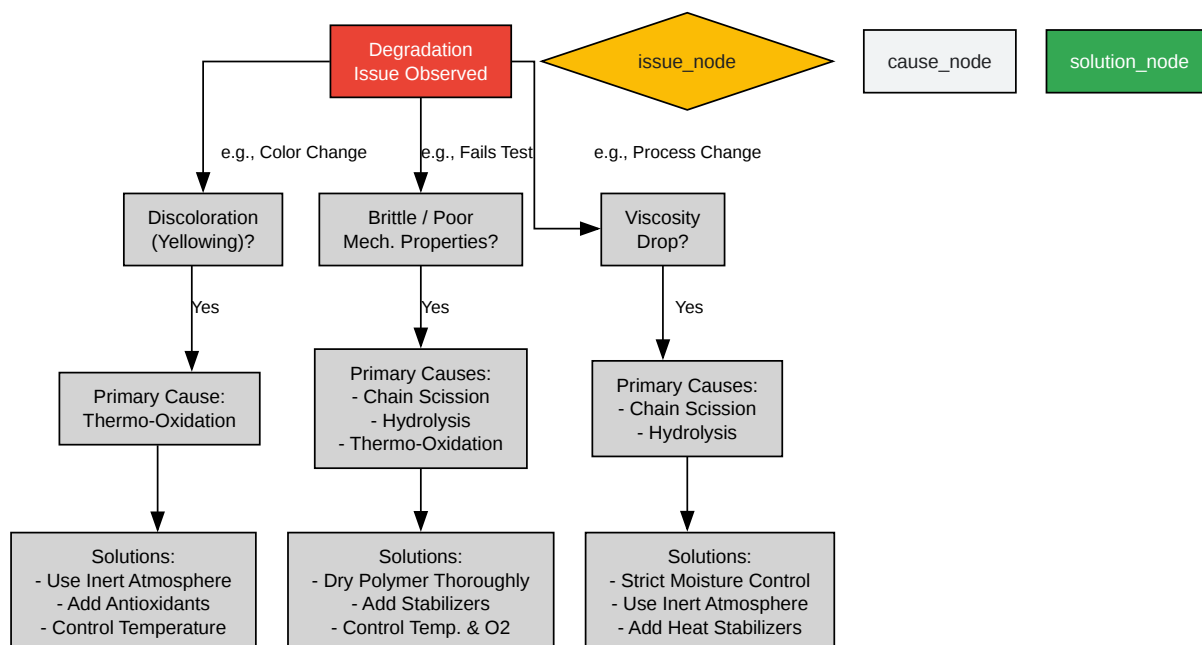 Degradation
Issue Observed
issue_node
cause_node
solution_node
e.g., Color Change
e.g., Fails Test
e.g., Process Change
Discoloration
(Yellowing)?
Brittle / Poor
Mech. Properties?
Viscosity
Drop?
Yes
Yes
Yes
Primary Cause:
Thermo-Oxidation
Primary Causes:
- Chain Scission
- Hydrolysis
- Thermo-Oxidation
Primary Causes:
- Chain Scission
- Hydrolysis
Solutions:
- Use Inert Atmosphere
- Add Antioxidants
- Control Temperature
Solutions:
- Dry Polymer Thoroughly
- Add Stabilizers
- Control Temp. & O2
Solutions:
- Strict Moisture Control
- Use Inert Atmosphere
- Add Heat Stabilizers